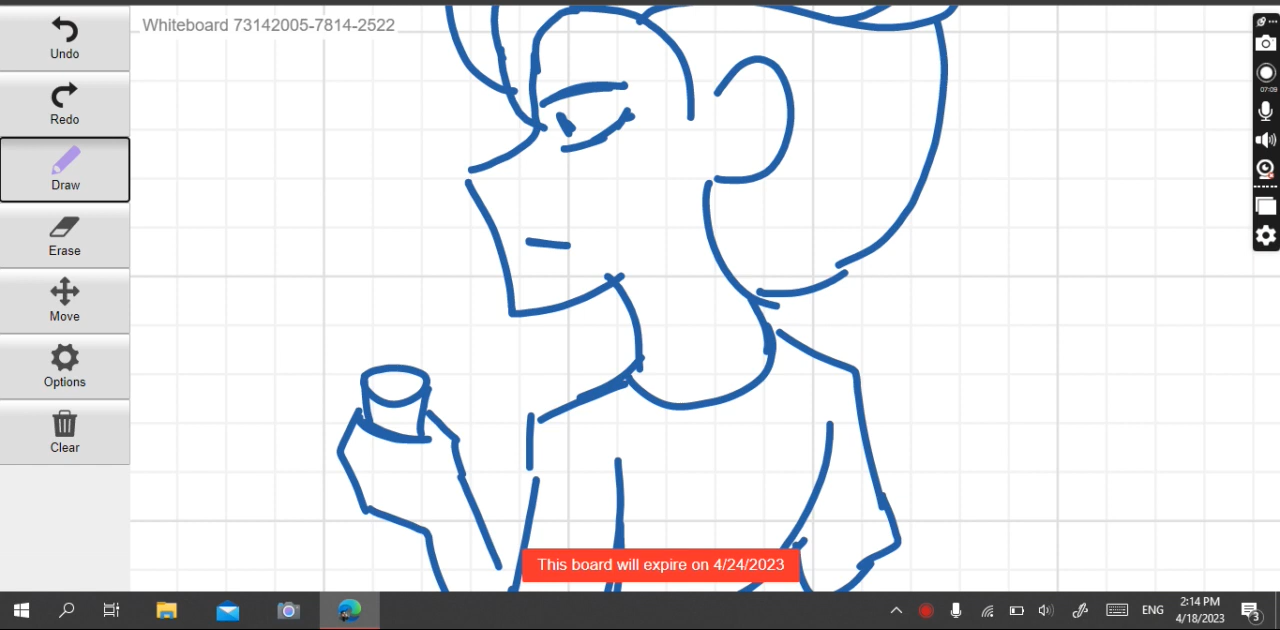 Whiteboard 73142005-7814-2522
Undo
Redo
Draw
Erase
Move
Options
Clear
07:09
This board will expire on 4/24/2023
ENG
2:14 PM
4/18/2023
3